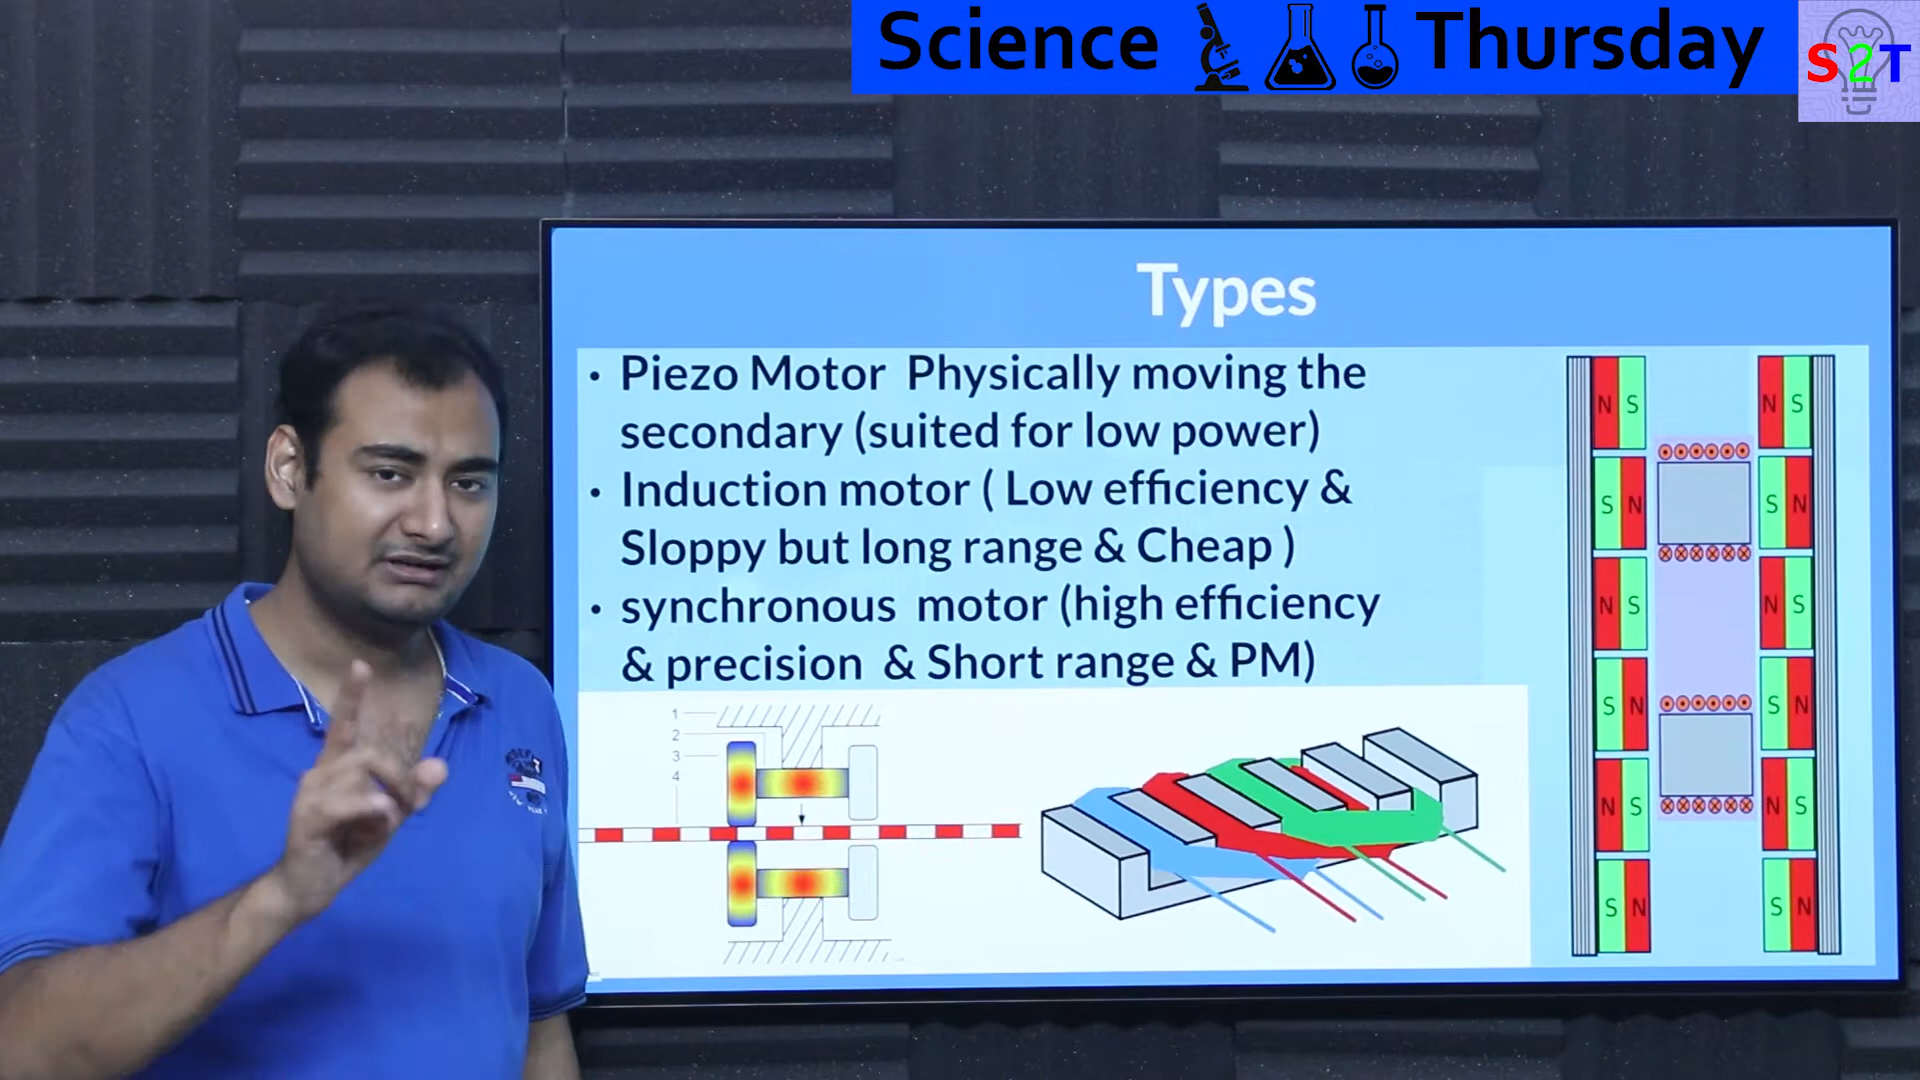 Science Thursday
S2T
Types
• Piezo Motor Physically moving the
secondary (suited for low power)
• Induction motor ( Low efficiency &
Sloppy but long range & Cheap )
• synchronous motor (high efficiency
& precision & Short range & PM)
1
2
3
4
N S
N S
S N
S N
N S
N S
S N
S N
N S
N S
S N
S N